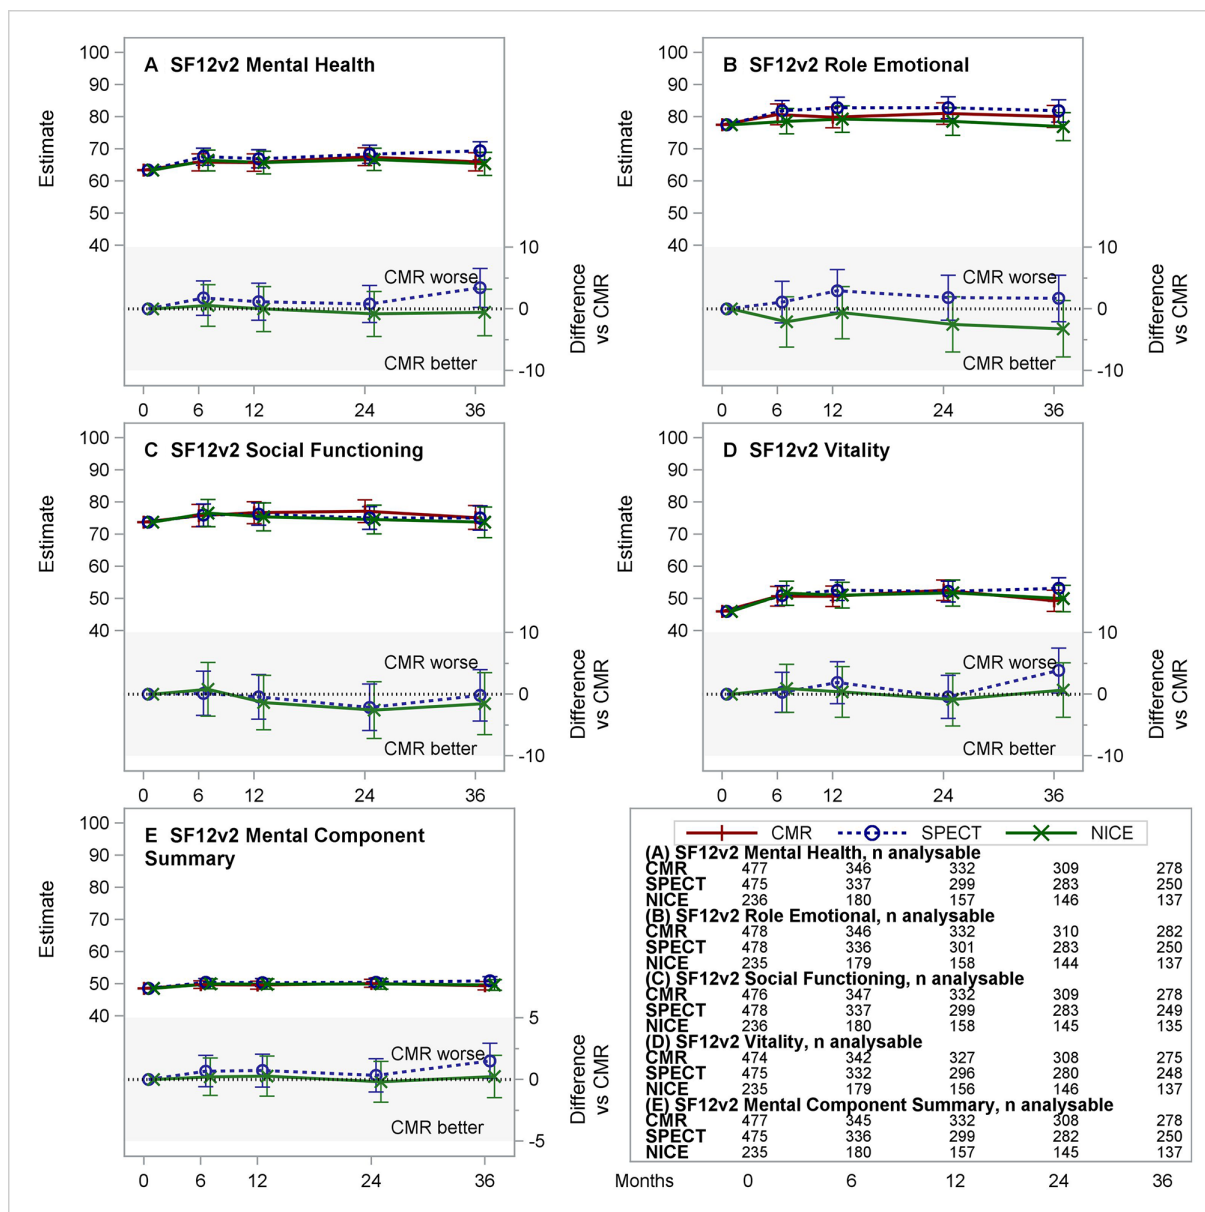 A SF12v2 Mental Health
100
90
80
70
60
50
40
Estimate
10
0
-10
Difference
vs CMR
CMR worse
CMR better
0 6 12 24 36
B SF12v2 Role Emotional
100
90
80
70
60
50
40
Estimate
10
0
-10
Difference
vs CMR
CMR worse
CMR better
0 6 12 24 36
C SF12v2 Social Functioning
100
90
80
70
60
50
40
Estimate
10
0
-10
Difference
vs CMR
CMR worse
CMR better
0 6 12 24 36
D SF12v2 Vitality
100
90
80
70
60
50
40
Estimate
10
0
-10
Difference
vs CMR
CMR worse
CMR better
0 6 12 24 36
E SF12v2 Mental Component
Summary
100
90
80
70
60
50
40
Estimate
5
0
-5
Difference
vs CMR
CMR worse
CMR better
0 6 12 24 36
CMR SPECT NICE
(A) SF12v2 Mental Health, n analysable
CMR 477 346 332 309 278
SPECT 475 337 299 283 250
NICE 236 180 157 146 137
(B) SF12v2 Role Emotional, n analysable
CMR 478 346 332 310 282
SPECT 478 336 301 283 250
NICE 235 179 158 144 137
(C) SF12v2 Social Functioning, n analysable
CMR 476 347 332 309 278
SPECT 478 337 299 283 249
NICE 236 180 158 145 135
(D) SF12v2 Vitality, n analysable
CMR 474 342 327 308 275
SPECT 475 332 296 280 248
NICE 235 179 156 146 137
(E) SF12v2 Mental Component Summary, n analysable
CMR 477 345 332 308 278
SPECT 475 336 299 282 250
NICE 235 180 157 145 137
Months 0 6 12 24 36